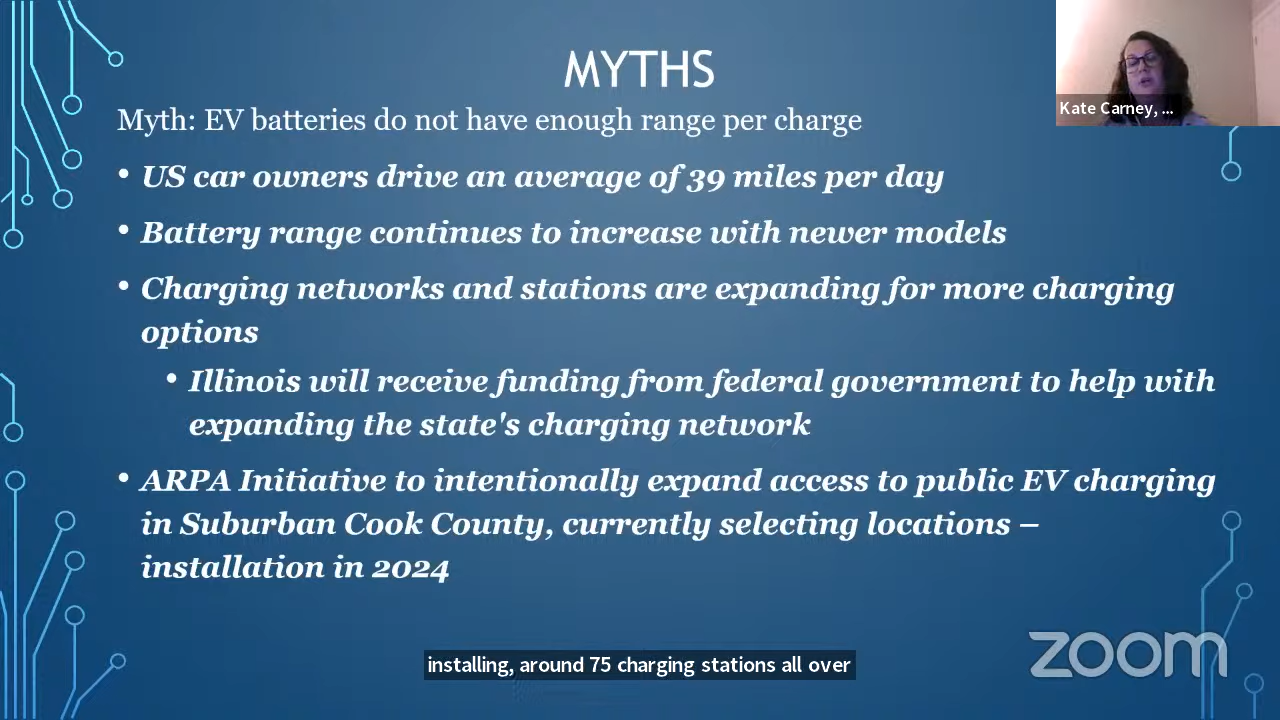 MYTHS
Kate Carney, ...
Myth: EV batteries do not have enough range per charge
• US car owners drive an average of 39 miles per day
• Battery range continues to increase with newer models
• Charging networks and stations are expanding for more charging
options
• Illinois will receive funding from federal government to help with
expanding the state's charging network
• ARPA Initiative to intentionally expand access to public EV charging
in Suburban Cook County, currently selecting locations –
installation in 2024
installing, around 75 charging stations all over
zoom